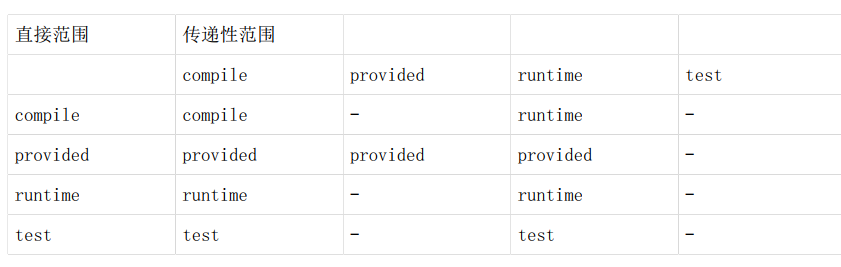 直接范围 传递性范围
compile provided runtime test
compile compile - runtime -
provided provided provided provided -
runtime runtime - runtime -
test test - test -